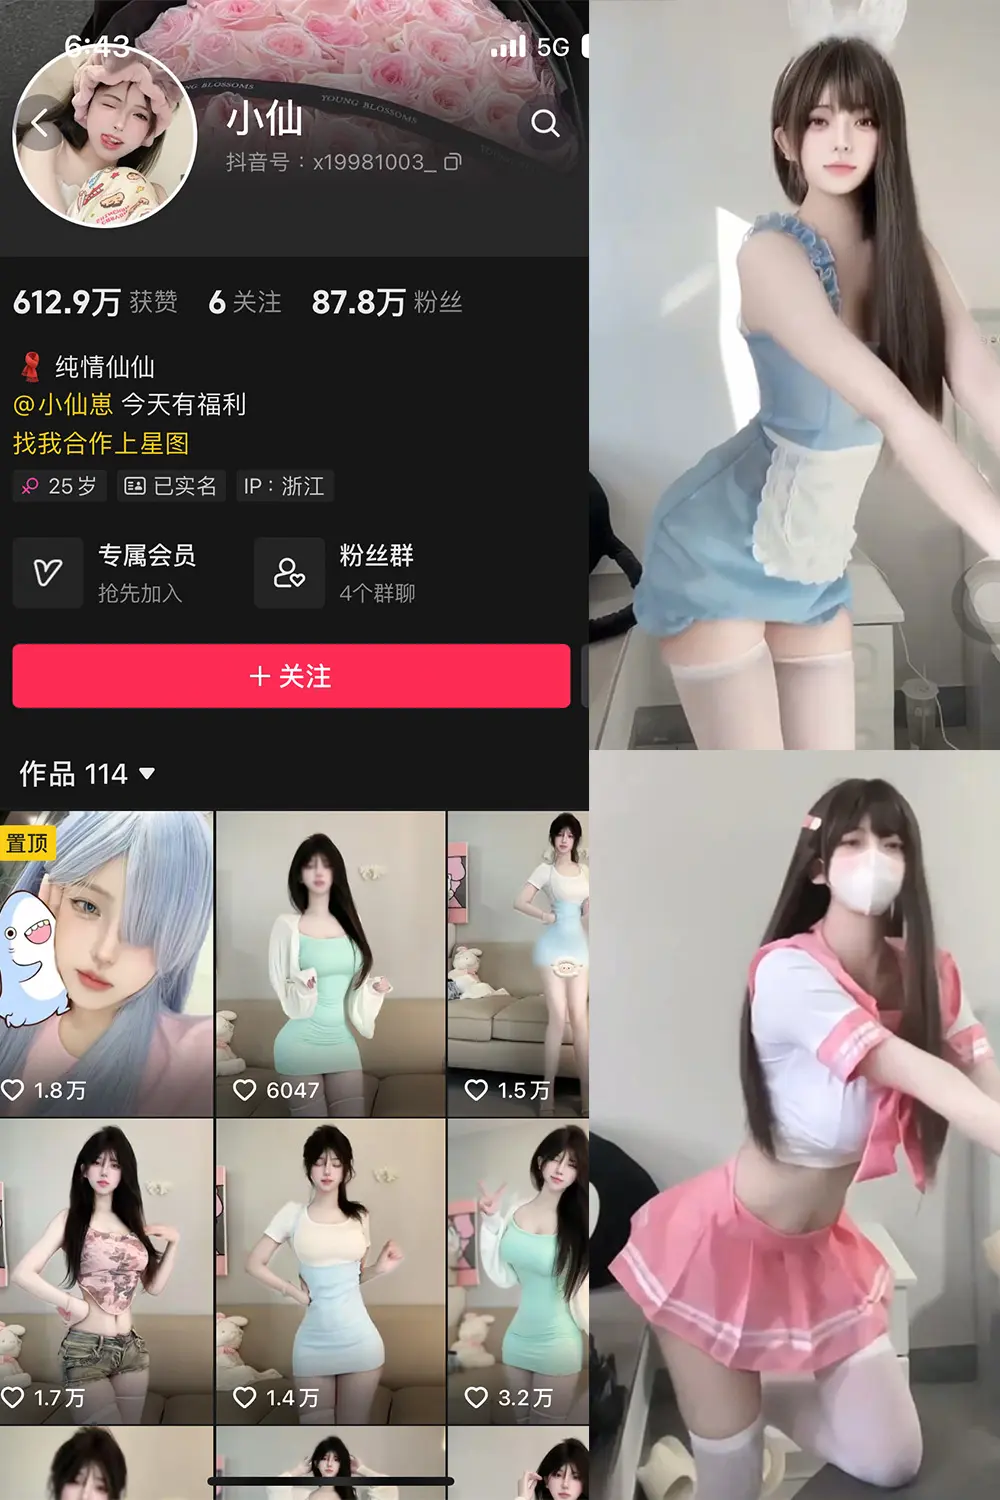 6:43
5G
NG BLOSSOMS
YOUNG BLOSSOMS
小仙
抖音号：x19981003_
612.9万 获赞 6 关注 87.8万 粉丝
纯情仙仙
@小仙崽 今天有福利
找我合作上星图
25岁 已实名 IP：浙江
专属会员 粉丝群
抢先加入 4个群聊
＋关注
作品 114
置顶
1.8万 6047 1.5万
1.7万 1.4万 3.2万